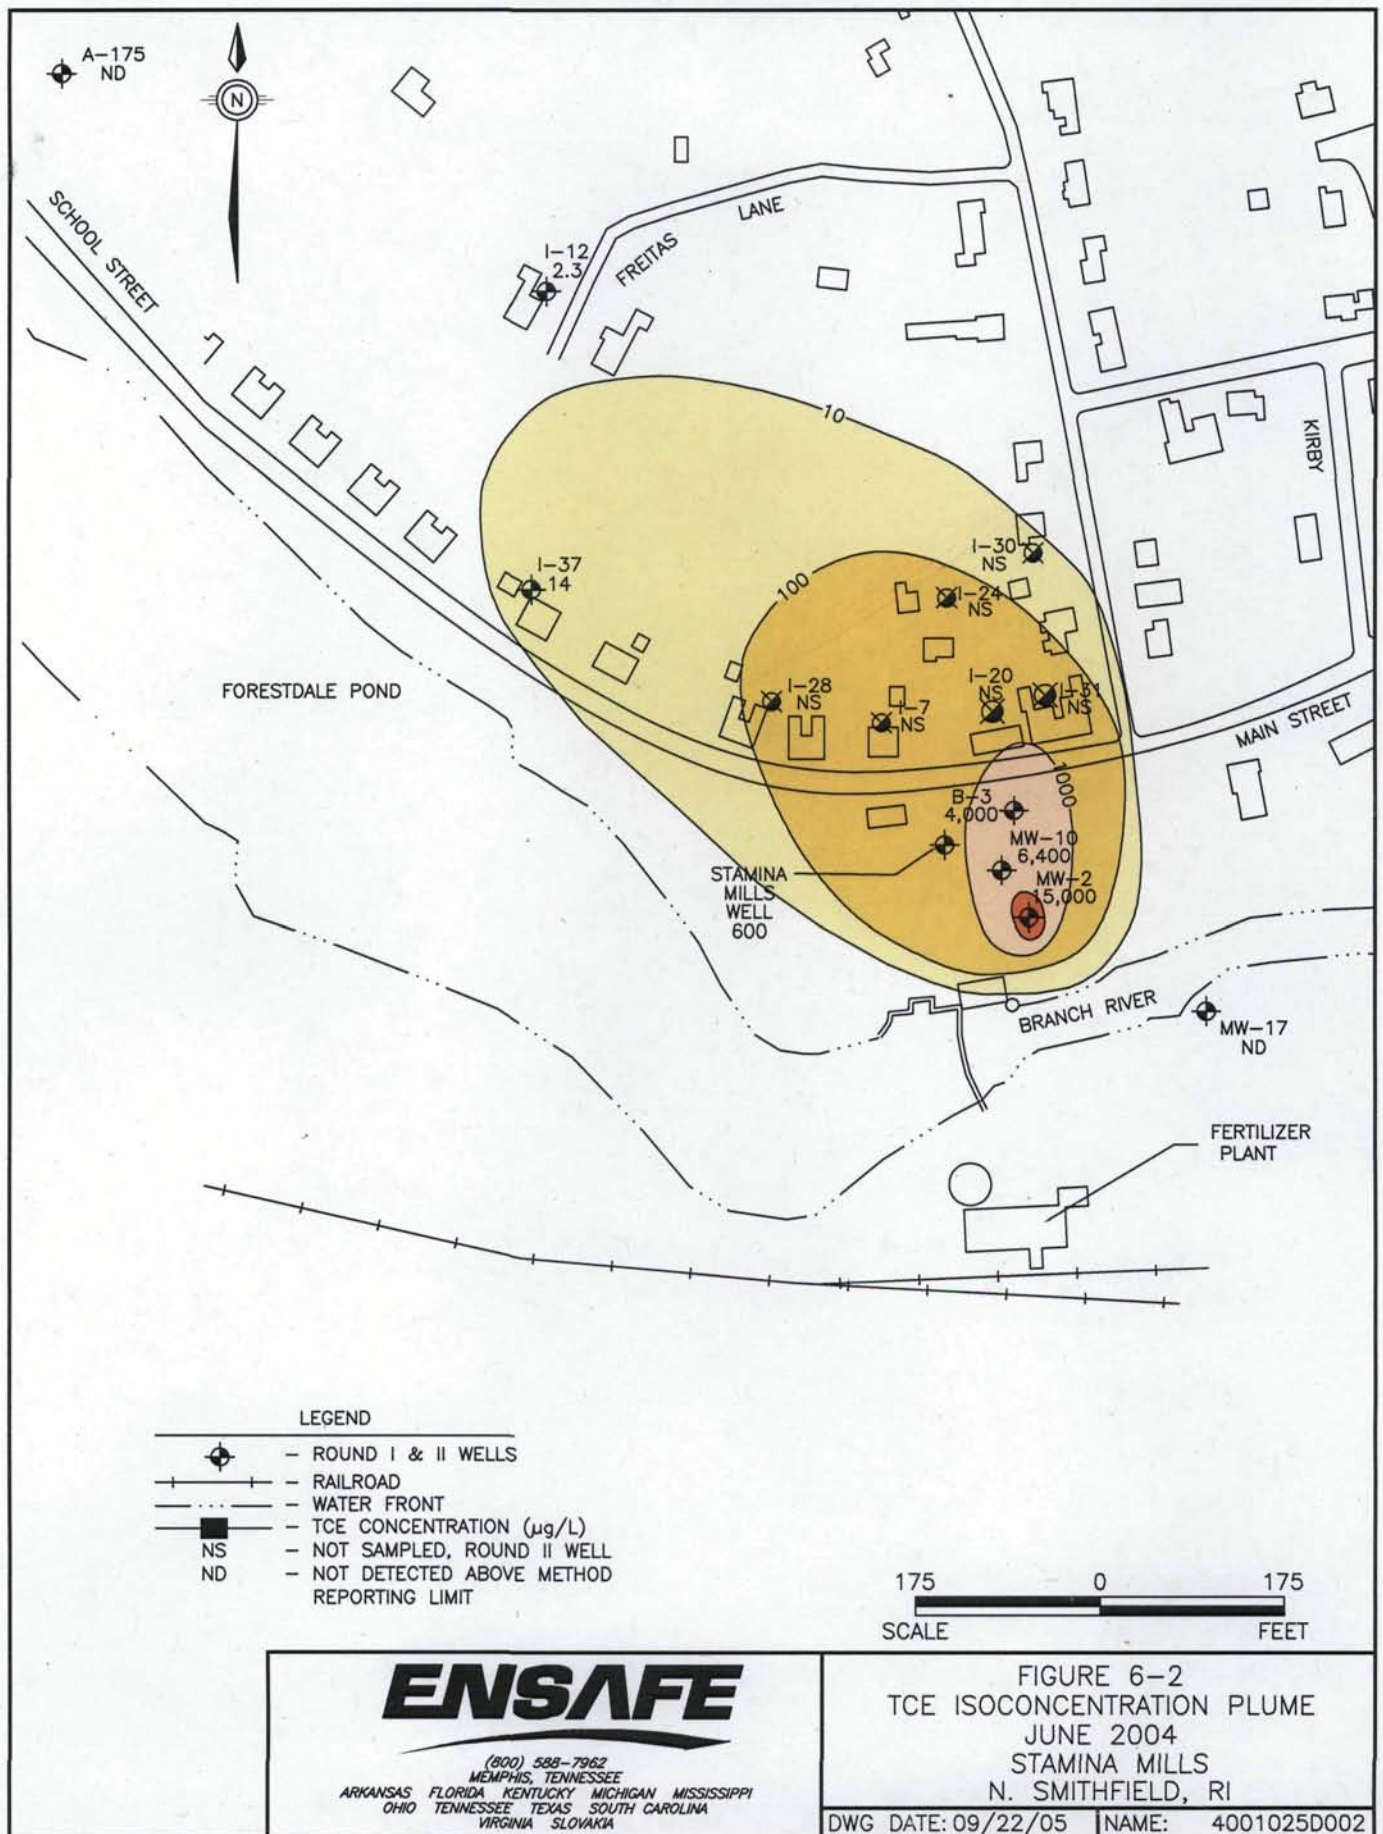 A-175
ND
N
SCHOOL STREET
LANE
FREITAS
I-12
2.3
10
KIRBY
I-30
NS
I-37
14
100
I-24
NS
FORESTDALE POND
I-28
NS
I-7
NS
I-20
NS
I-31
NS
MAIN STREET
1000
B-3
4,000
MW-10
6,400
MW-2
15,000
STAMINA
MILLS
WELL
600
BRANCH RIVER
MW-17
ND
FERTILIZER
PLANT
LEGEND
- ROUND I & II WELLS
- RAILROAD
- WATER FRONT
- TCE CONCENTRATION (µg/L)
NS - NOT SAMPLED, ROUND II WELL
ND - NOT DETECTED ABOVE METHOD
REPORTING LIMIT
175 0 175
SCALE FEET
ENSAFE
(800) 588-7962
MEMPHIS, TENNESSEE
ARKANSAS FLORIDA KENTUCKY MICHIGAN MISSISSIPPI
OHIO TENNESSEE TEXAS SOUTH CAROLINA
VIRGINIA SLOVAKIA
FIGURE 6-2
TCE ISOCONCENTRATION PLUME
JUNE 2004
STAMINA MILLS
N. SMITHFIELD, RI
DWG DATE: 09/22/05 NAME: 4001025D002